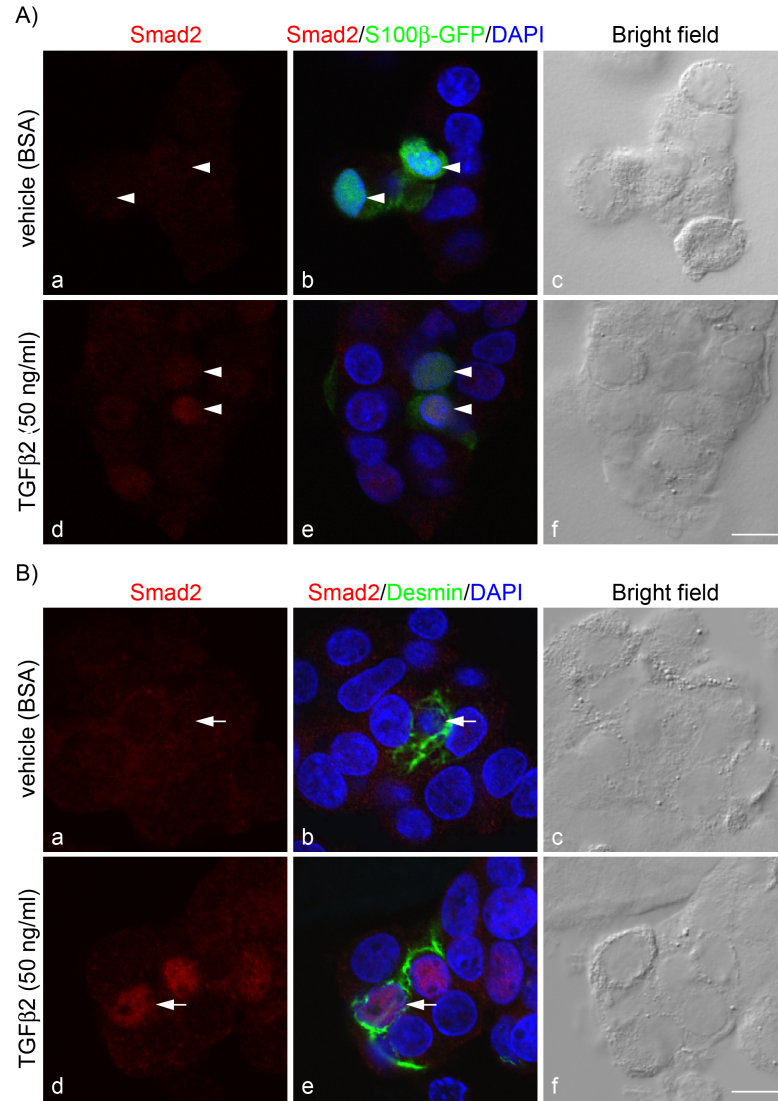 A)
Smad2
Smad2/S100β-GFP/DAPI
Bright field
vehicle (BSA)
a
b
c
TGFβ2 (50 ng/ml)
d
e
f
B)
Smad2
Smad2/Desmin/DAPI
Bright field
vehicle (BSA)
a
b
c
TGFβ2 (50 ng/ml)
d
e
f